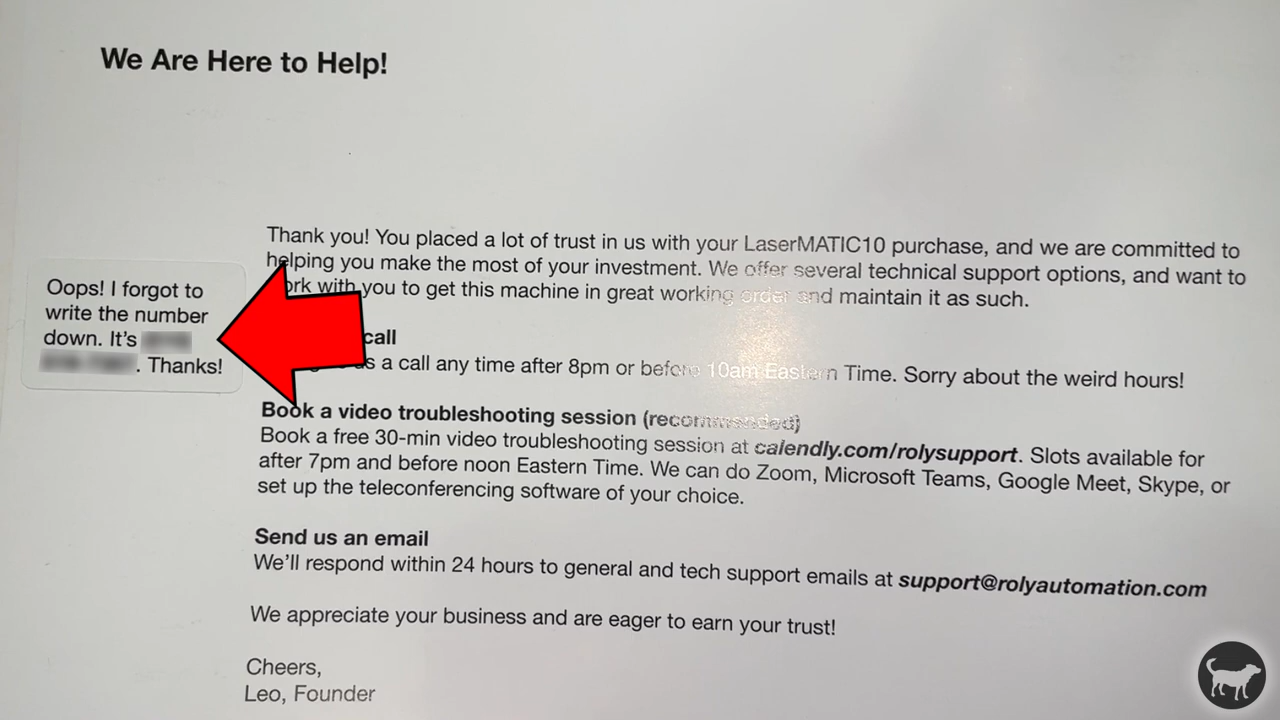 We Are Here to Help!
Thank you! You placed a lot of trust in us with your LaserMATIC10 purchase, and we are committed to
helping you make the most of your investment. We offer several technical support options, and want to
with you to get this machine in great working order and maintain it as such.
Oops! I forgot to
write the number
down. It's
. Thanks!
call
us a call any time after 8pm or before 10am Eastern Time. Sorry about the weird hours!
Book a video troubleshooting session (recommended)
Book a free 30-min video troubleshooting session at calendly.com/rolysupport. Slots available for
after 7pm and before noon Eastern Time. We can do Zoom, Microsoft Teams, Google Meet, Skype, or
set up the teleconferencing software of your choice.
Send us an email
We'll respond within 24 hours to general and tech support emails at support@rolyautomation.com
We appreciate your business and are eager to earn your trust!
Cheers,
Leo, Founder